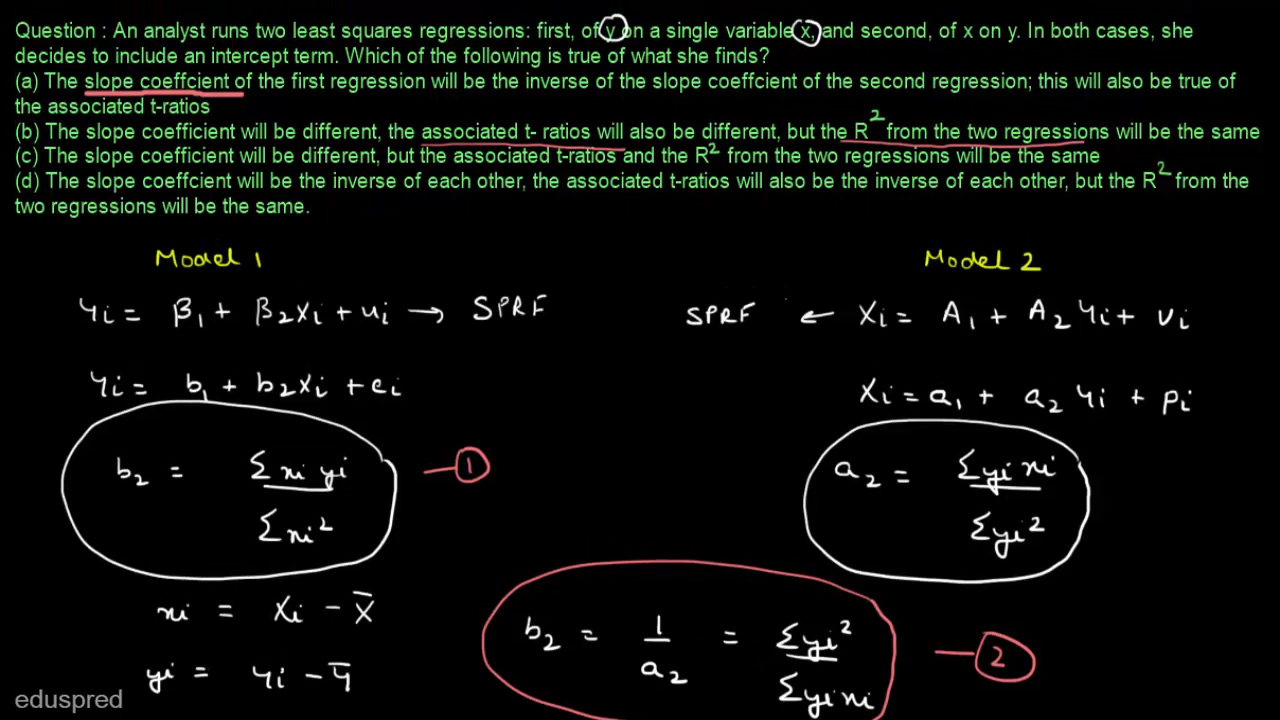 Question : An analyst runs two least squares regressions: first, of y on a single variable x, and second, of x on y. In both cases, she
decides to include an intercept term. Which of the following is true of what she finds?
(a) The slope coeffcient of the first regression will be the inverse of the slope coeffcient of the second regression; this will also be true of
the associated t-ratios
(b) The slope coefficient will be different, the associated t- ratios will also be different, but the R² from the two regressions will be the same
(c) The slope coefficient will be different, but the associated t-ratios and the R² from the two regressions will be the same
(d) The slope coeffcient will be the inverse of each other, the associated t-ratios will also be the inverse of each other, but the R² from the
two regressions will be the same.
Model 1 Model 2
Yi = β₁ + β₂Xi + ui → SPRF SPRF ← Xi = A₁ + A₂Yi + vi
Yi = b₁ + b₂Xi + ei Xi = a₁ + a₂Yi + pi
b₂ = Σxiyi / Σxi² — ① a₂ = Σyixi / Σyi²
xi = Xi − X̄
b₂ = 1/a₂ = Σyi² / Σyixi — ②
yi = Yi − Ȳ
eduspred